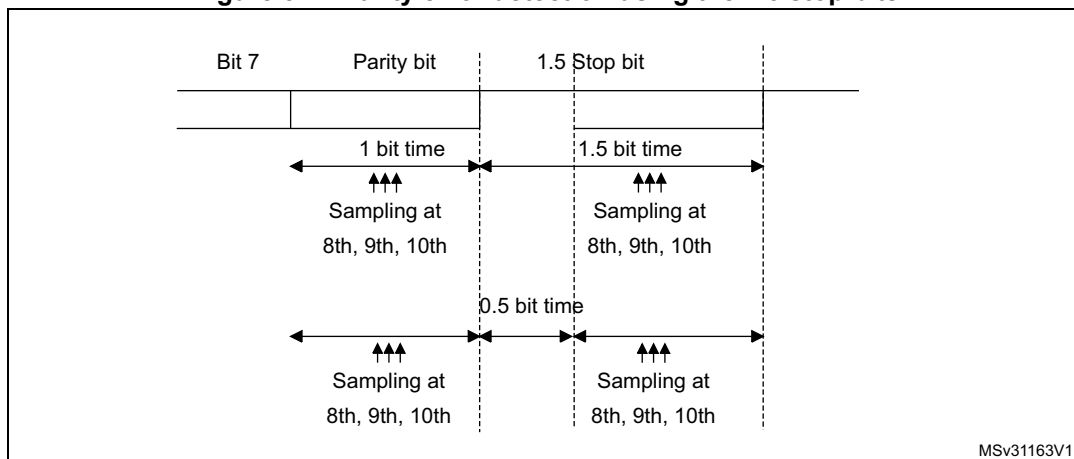 Bit 7 Parity bit 1.5 Stop bit
1 bit time 1.5 bit time
Sampling at Sampling at
8th, 9th, 10th 8th, 9th, 10th
0.5 bit time
Sampling at Sampling at
8th, 9th, 10th 8th, 9th, 10th
MSv31163V1